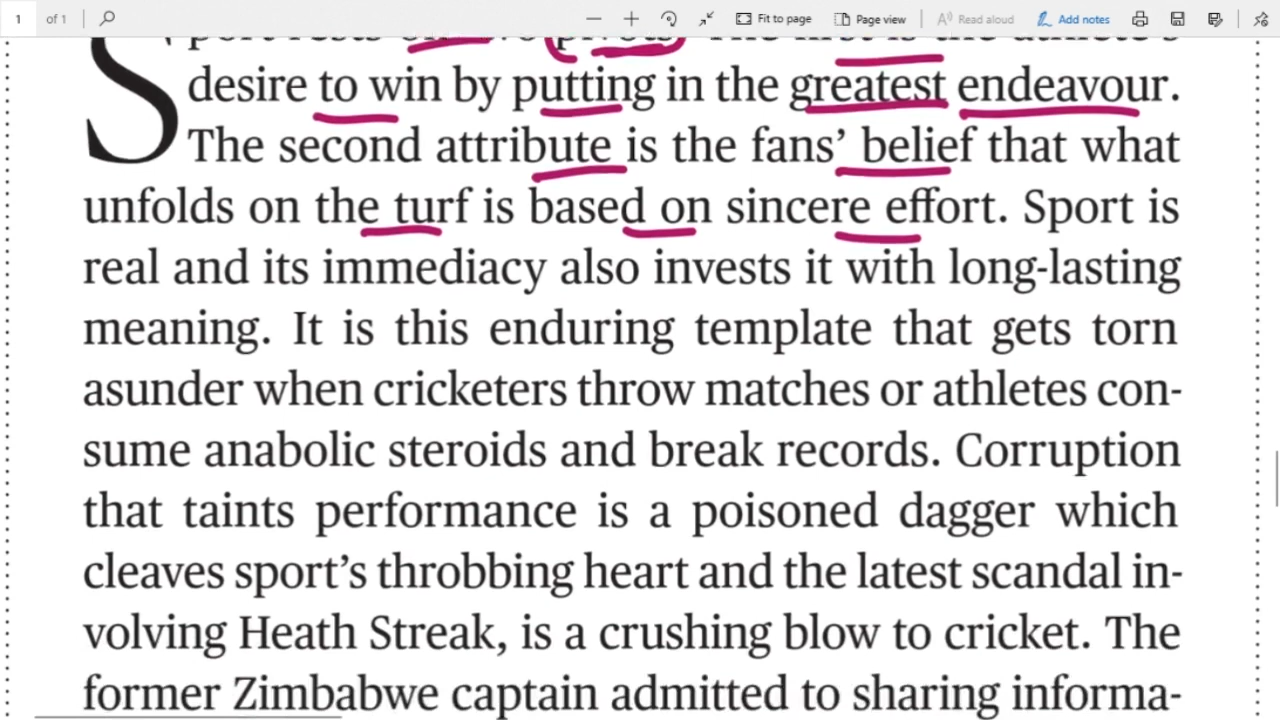 1 of 1 Fit to page Page view Read aloud Add notes
desire to win by putting in the greatest endeavour.
The second attribute is the fans’ belief that what
unfolds on the turf is based on sincere effort. Sport is
real and its immediacy also invests it with long-lasting
meaning. It is this enduring template that gets torn
asunder when cricketers throw matches or athletes con-
sume anabolic steroids and break records. Corruption
that taints performance is a poisoned dagger which
cleaves sport’s throbbing heart and the latest scandal in-
volving Heath Streak, is a crushing blow to cricket. The
former Zimbabwe captain admitted to sharing informa-